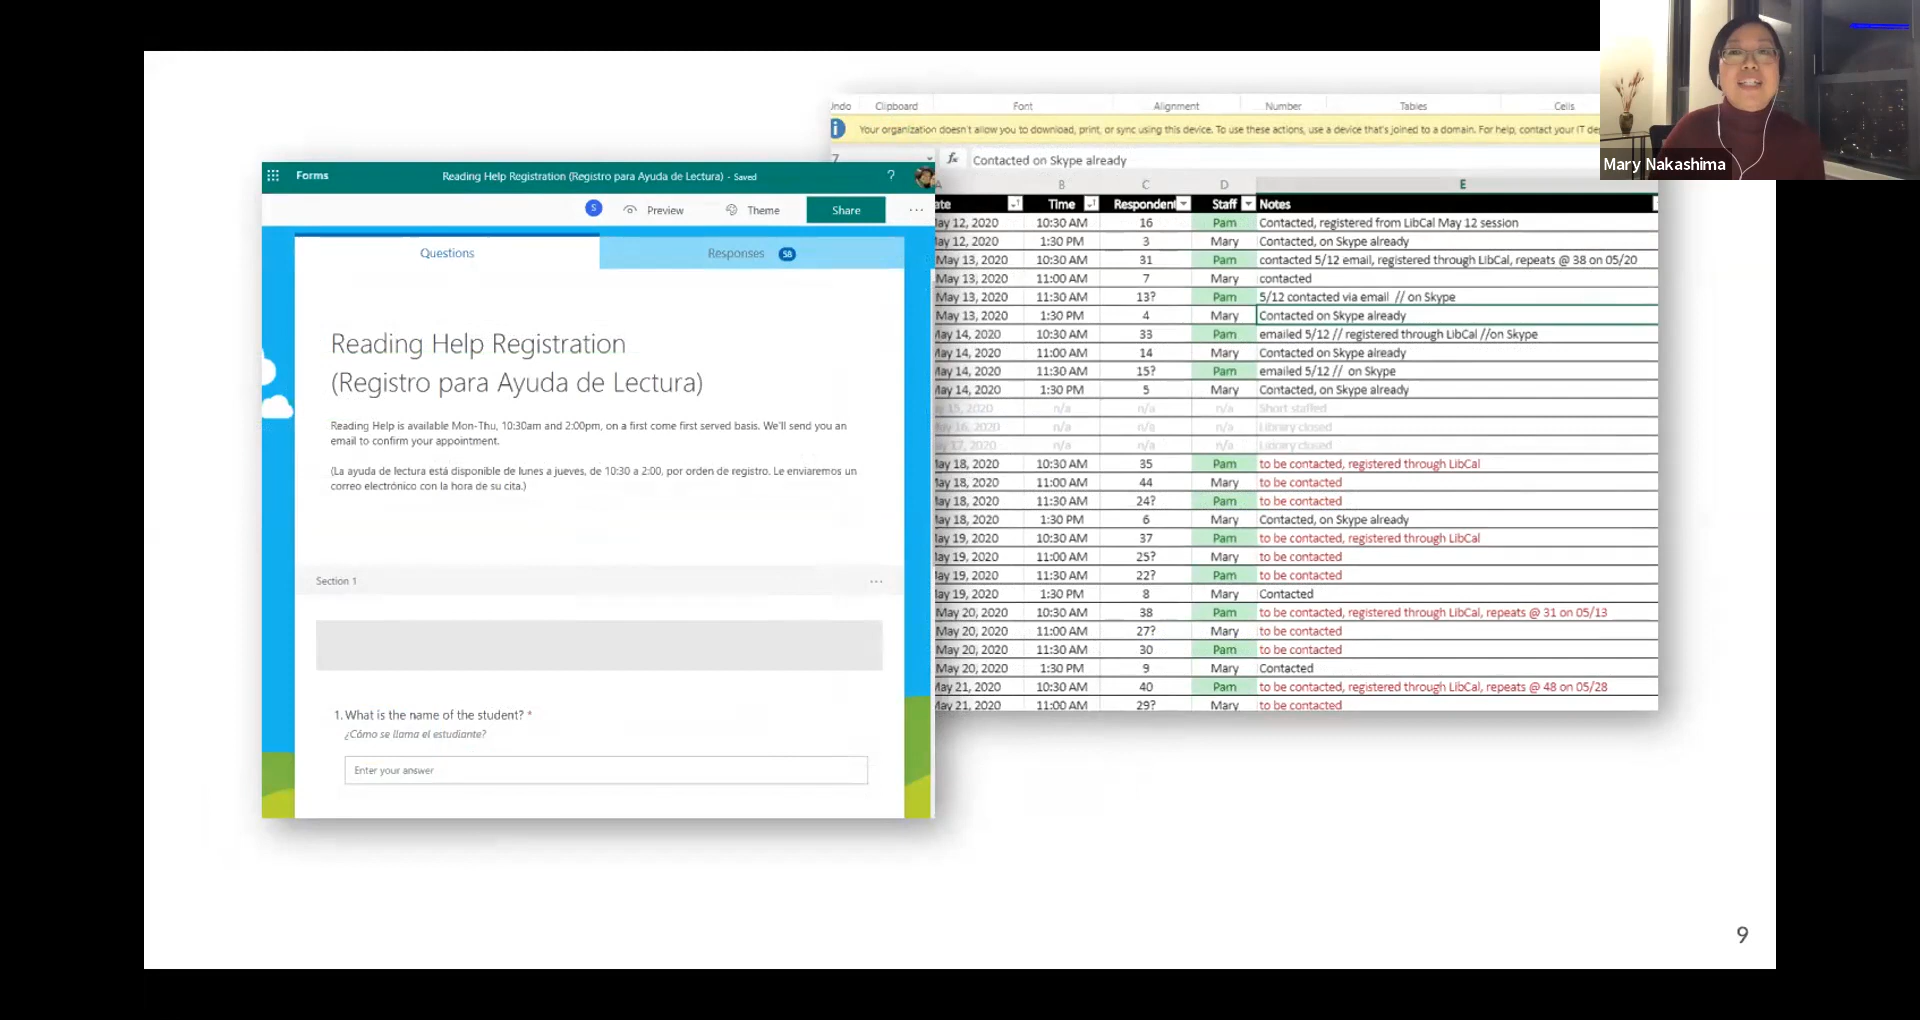 Mary Nakashima
Clipboard Font Alignment Number Tables Cells
Your organization doesn't allow you to download, print, or sync using this device. To use these actions, use a device that's joined to a domain. For help, contact your IT
fx Contacted on Skype already
A B C D E
Time Respondent Staff Notes
May 12, 2020 10:30 AM 16 Pam Contacted, registered from LibCal May 12 session
May 12, 2020 1:30 PM 3 Mary Contacted, on Skype already
May 13, 2020 10:30 AM 31 Pam contacted 5/12 email, registered through LibCal, repeats @ 38 on 05/20
May 13, 2020 11:00 AM 7 Mary contacted
May 13, 2020 11:30 AM 13? Pam 5/12 contacted via email // on Skype
May 13, 2020 1:30 PM 4 Mary Contacted on Skype already
May 14, 2020 10:30 AM 33 Pam emailed 5/12 // registered through LibCal //on Skype
May 14, 2020 11:00 AM 14 Mary Contacted on Skype already
May 14, 2020 11:30 AM 15? Pam emailed 5/12 // on Skype
May 14, 2020 1:30 PM 5 Mary Contacted, on Skype already
15, 2020 n/a n/a n/a Short staffed
May 16, 2020 n/a n/a n/a Library closed
17, 2020 n/a n/a n/a Library closed
May 18, 2020 10:30 AM 35 Pam to be contacted, registered through LibCal
May 18, 2020 11:00 AM 44 Mary to be contacted
May 18, 2020 11:30 AM 24? Pam to be contacted
May 18, 2020 1:30 PM 6 Mary Contacted, on Skype already
May 19, 2020 10:30 AM 37 Pam to be contacted, registered through LibCal
May 19, 2020 11:00 AM 25? Mary to be contacted
May 19, 2020 11:30 AM 22? Pam to be contacted
May 19, 2020 1:30 PM 8 Mary Contacted
May 20, 2020 10:30 AM 38 Pam to be contacted, registered through LibCal, repeats @ 31 on 05/13
May 20, 2020 11:00 AM 27? Mary to be contacted
May 20, 2020 11:30 AM 30 Pam to be contacted
May 20, 2020 1:30 PM 9 Mary Contacted
May 21, 2020 10:30 AM 40 Pam to be contacted, registered through LibCal, repeats @ 48 on 05/28
May 21, 2020 11:00 AM 29? Mary to be contacted
Forms Reading Help Registration (Registro para Ayuda de Lectura) - Saved ?
S Preview Theme Share ...
Questions Responses 58
Reading Help Registration
(Registro para Ayuda de Lectura)
Reading Help is available Mon-Thu, 10:30am and 2:00pm, on a first come first served basis. We'll send you an
email to confirm your appointment.
(La ayuda de lectura está disponible de lunes a jueves, de 10:30 a 2:00, por orden de registro. Le enviaremos un
correo electrónico con la hora de su cita.)
Section 1 ...
1. What is the name of the student? *
¿Cómo se llama el estudiante?
Enter your answer
9